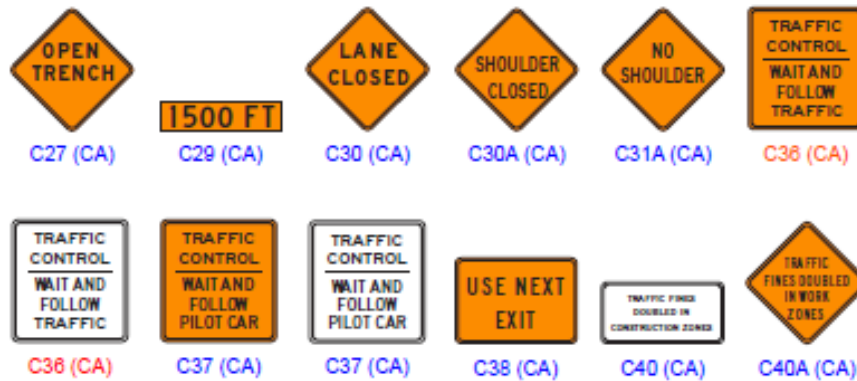 OPEN
TRENCH
1500 FT
LANE
CLOSED
SHOULDER
CLOSED
NO
SHOULDER
TRAFFIC
CONTROL
WAIT AND
FOLLOW
TRAFFIC
C27 (CA)
C29 (CA)
C30 (CA)
C30A (CA)
C31A (CA)
C36 (CA)
TRAFFIC
CONTROL
WAIT AND
FOLLOW
TRAFFIC
TRAFFIC
CONTROL
WAIT AND
FOLLOW
PILOT CAR
TRAFFIC
CONTROL
WAIT AND
FOLLOW
PILOT CAR
USE NEXT
EXIT
TRAFFIC FINES
DOUBLED IN
CONSTRUCTION ZONES
TRAFFIC
FINES DOUBLED
IN WORK
ZONES
C36 (CA)
C37 (CA)
C37 (CA)
C38 (CA)
C40 (CA)
C40A (CA)